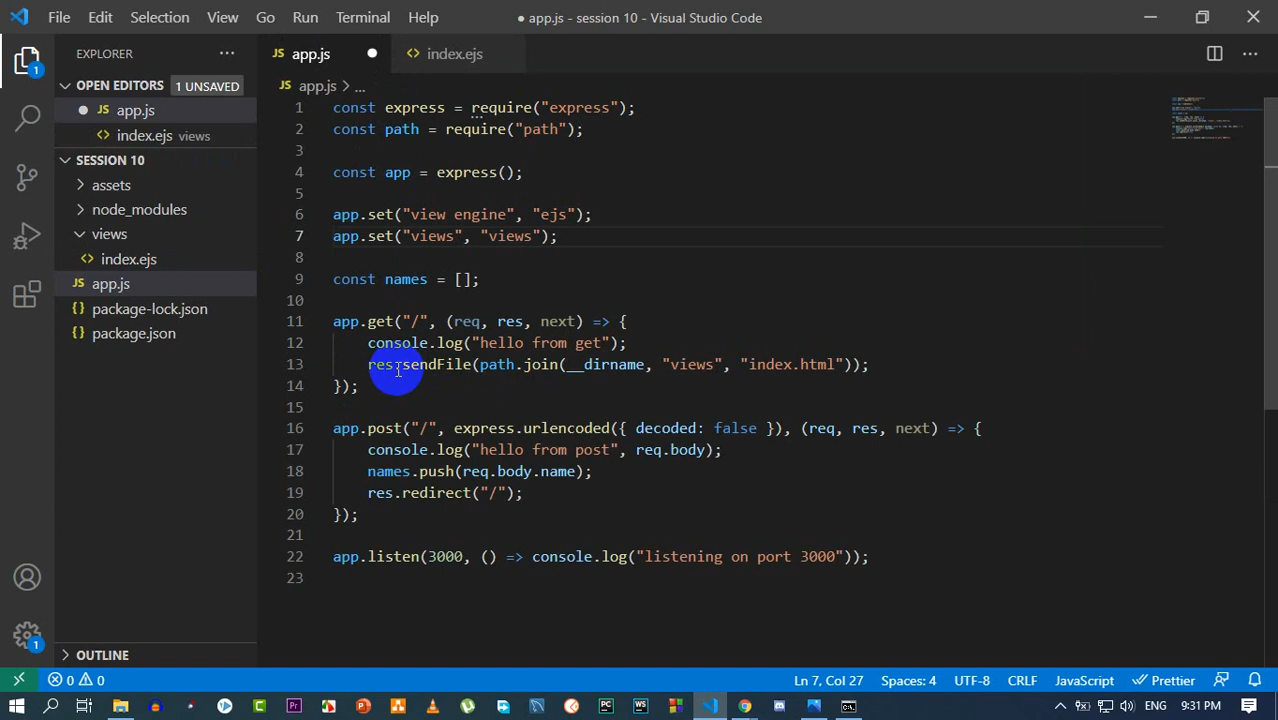 File Edit Selection View Go Run Terminal Help
● app.js - session 10 - Visual Studio Code
EXPLORER ...
JS app.js ●
<> index.ejs
OPEN EDITORS 1 UNSAVED
● JS app.js
<> index.ejs views
SESSION 10
assets
node_modules
views
<> index.ejs
JS app.js
{} package-lock.json
{} package.json
OUTLINE
JS app.js > ...
1 const express = require("express");
2 const path = require("path");
3
4 const app = express();
5
6 app.set("view engine", "ejs");
7 app.set("views", "views");
8
9 const names = [];
10
11 app.get("/", (req, res, next) => {
12 console.log("hello from get");
13 res.sendFile(path.join(__dirname, "views", "index.html"));
14 });
15
16 app.post("/", express.urlencoded({ decoded: false }), (req, res, next) => {
17 console.log("hello from post", req.body);
18 names.push(req.body.name);
19 res.redirect("/");
20 });
21
22 app.listen(3000, () => console.log("listening on port 3000"));
23
1
1
0 0
Ln 7, Col 27 Spaces: 4 UTF-8 CRLF JavaScript Prettier
ENG 9:31 PM